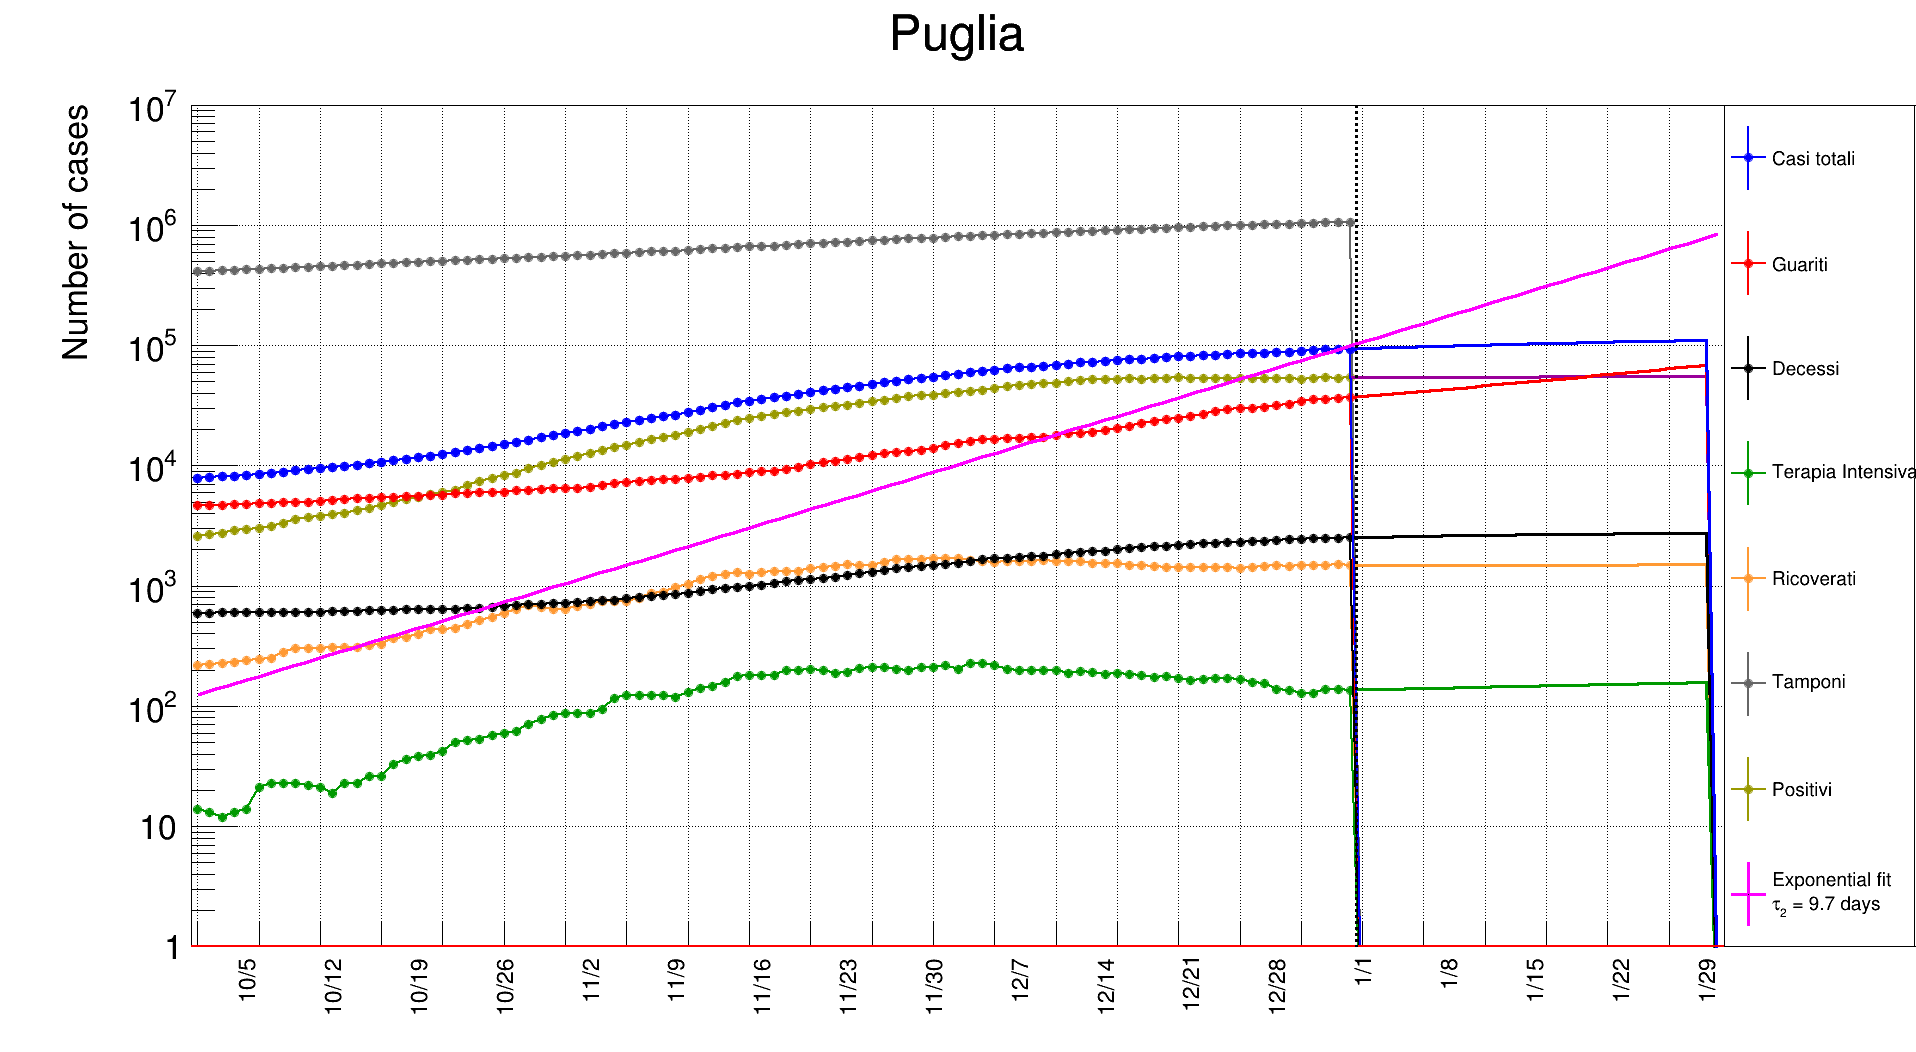 Puglia
Number of cases
10^7
10^6
10^5
10^4
10^3
10^2
10
1
10/5
10/12
10/19
10/26
11/2
11/9
11/16
11/23
11/30
12/7
12/14
12/21
12/28
1/1
1/8
1/15
1/22
1/29
Casi totali
Guariti
Decessi
Terapia Intensiva
Ricoverati
Tamponi
Positivi
Exponential fit
τ_2 = 9.7 days